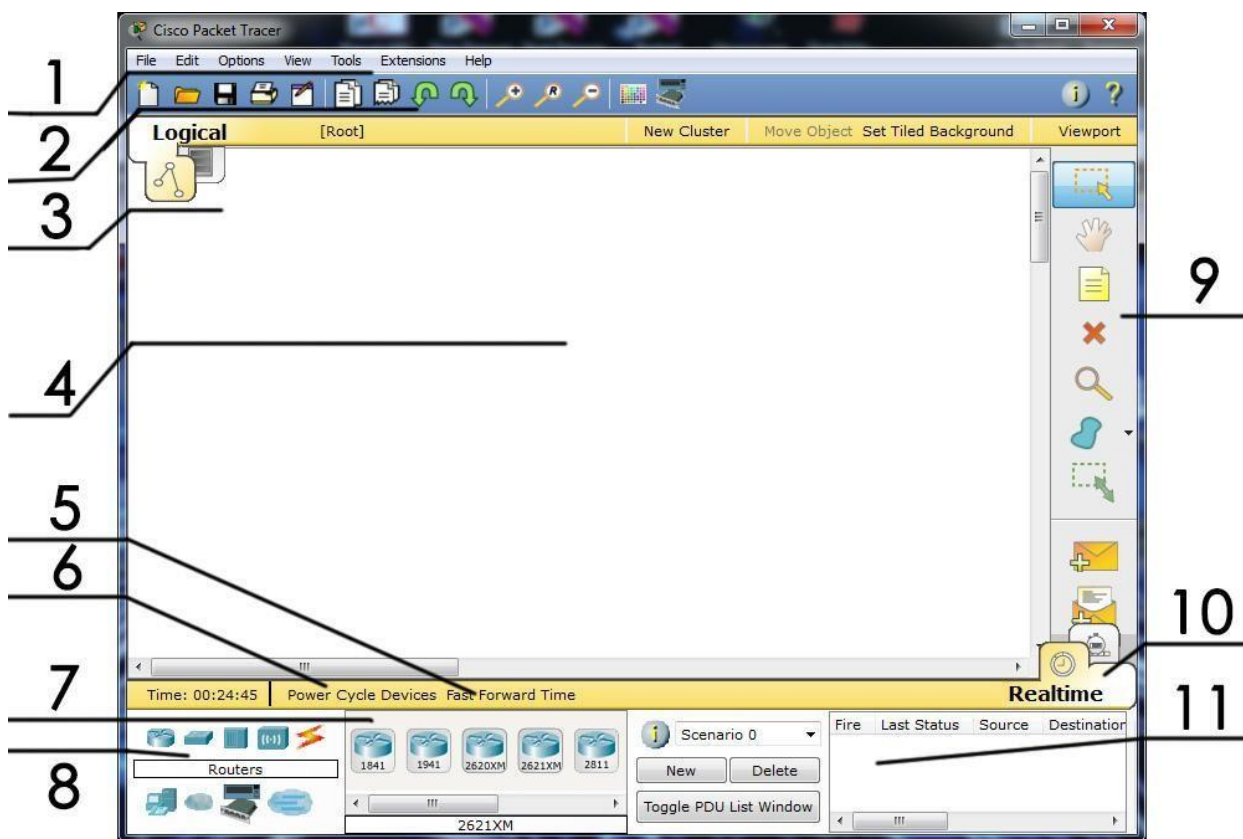 Cisco Packet Tracer
File Edit Options View Tools Extensions Help
1
R
i ?
2
Logical [Root] New Cluster Move Object Set Tiled Background Viewport
3
9
4
5
6
10
7
Time: 00:24:45 Power Cycle Devices Fast Forward Time Realtime
11
Fire Last Status Source Destination
i Scenario 0
1841 1941 2620XM 2621XM 2811
Routers
New Delete
8
Toggle PDU List Window
2621XM